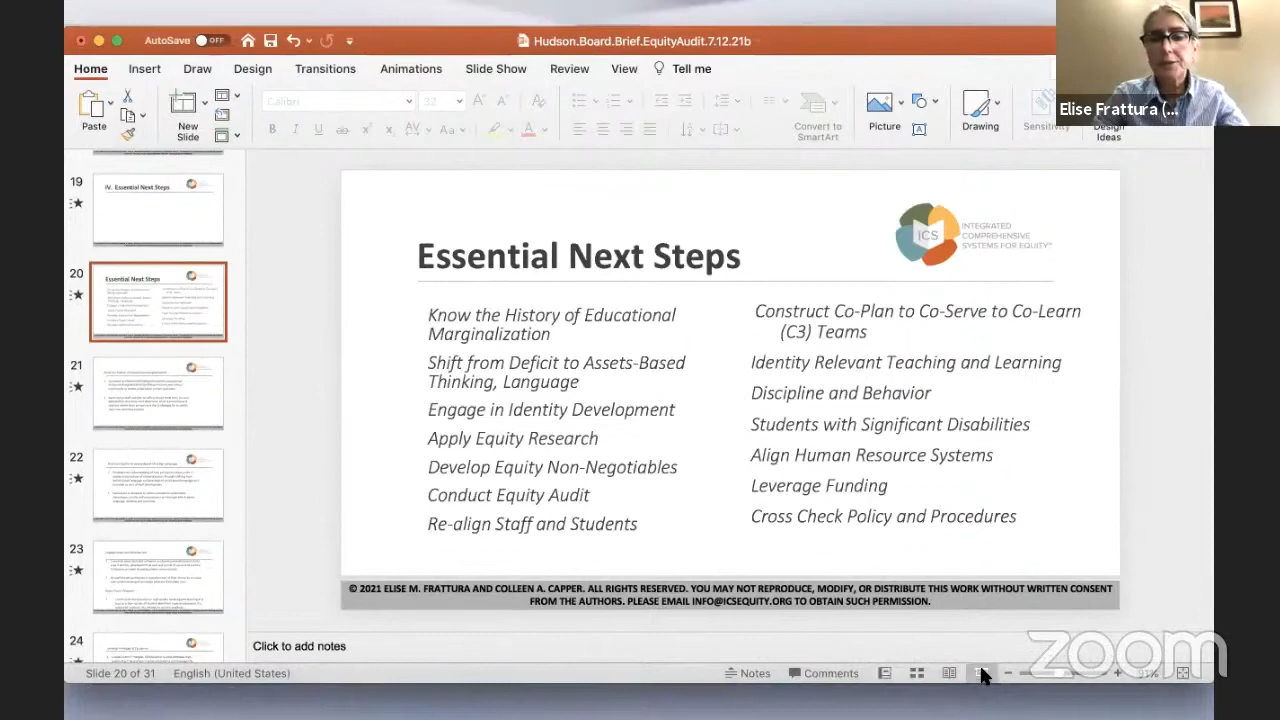 AutoSave OFF
Hudson.Board.Brief.EquityAudit.7.12.21b
Home Insert Draw Design Transitions Animations Slide Show Review View Tell me
Paste
New
Slide
Calibri 32
Convert to
SmartArt
Picture
Drawing
Sensitivity
Design
Ideas
Elise Frattura (...
19
IV. Essential Next Steps
20
Essential Next Steps
21
22
23
24
ICS
INTEGRATED
COMPREHENSIVE
SYSTEMS FOR EQUITY™
Essential Next Steps
Know the History of Educational
Marginalization
Shift from Deficit to Assets-Based
Thinking, Language
Engage in Identity Development
Apply Equity Research
Develop Equity Non-Negotiables
Conduct Equity Audit
Re-align Staff and Students
Construct Co-Plan to Co-Serve to Co-Learn
(C3) Teams
Identity Relevant Teaching and Learning
Discipline and Behavior
Students with Significant Disabilities
Align Human Resource Systems
Leverage Funding
Cross Check Policy and Procedures
© 2021 ELISE M. FRATTURA AND COLLEEN A. CAPPER. ALL RIGHTS RESERVED. YOU MAY NOT REPRODUCE, MODIFY, OR DISTRIBUTE THIS WORK WITHOUT WRITTEN CONSENT
FROM THE AUTHORS. PLEASE EMAIL INFO@ICSEQUITY.ORG TO OBTAIN SUCH PERMISSION.
Click to add notes
Slide 20 of 31 English (United States) Notes Comments 91%
zoom